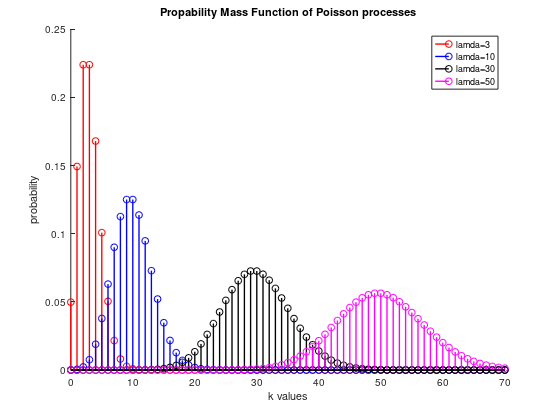 Propability Mass Function of Poisson processes
lamda=3
lamda=10
lamda=30
lamda=50
0.25
0.2
0.15
0.1
0.05
0
probability
0 10 20 30 40 50 60 70
k values